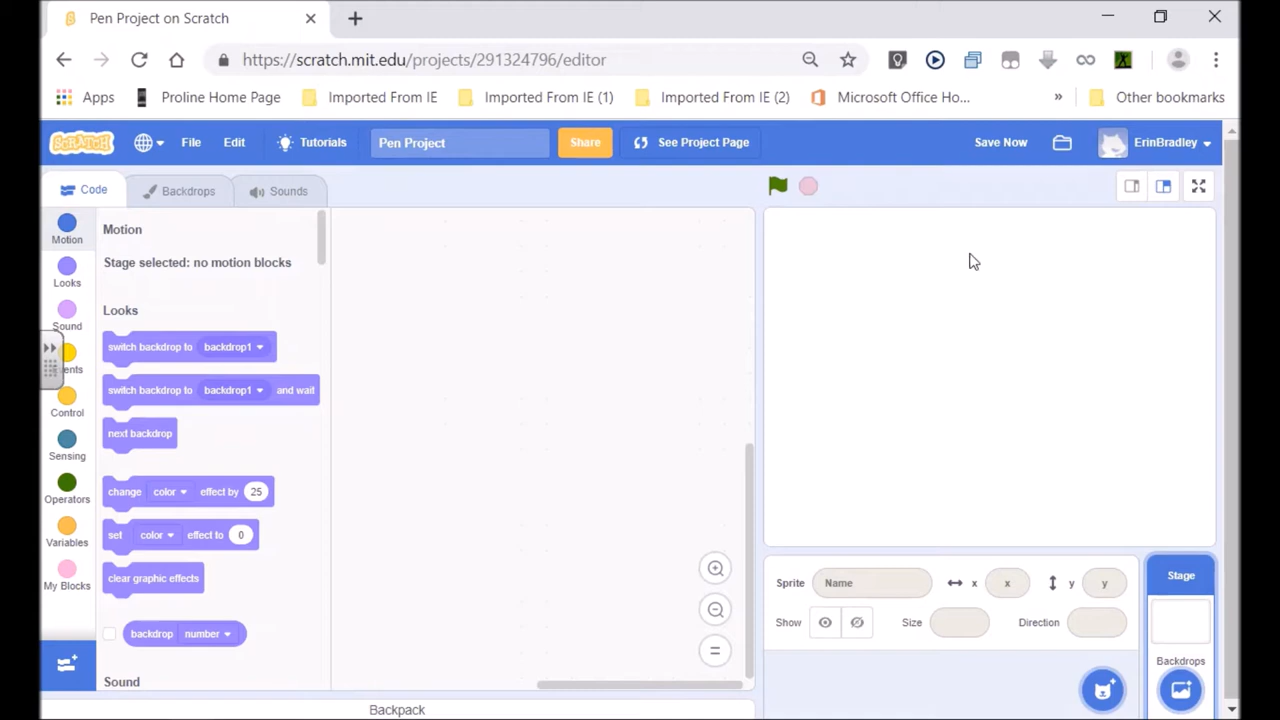 Pen Project on Scratch
https://scratch.mit.edu/projects/291324796/editor
Apps Proline Home Page Imported From IE Imported From IE (1) Imported From IE (2) Microsoft Office Ho... » Other bookmarks
SCRATCH File Edit Tutorials Pen Project Share See Project Page Save Now ErinBradley
Code Backdrops Sounds
Motion
Looks
Sound
ents
Control
Sensing
Operators
Variables
My Blocks
Motion
Stage selected: no motion blocks
Looks
switch backdrop to backdrop1
switch backdrop to backdrop1 and wait
next backdrop
change color effect by 25
set color effect to 0
clear graphic effects
backdrop number
Sound
Backpack
Sprite Name x x y y
Show Size Direction
Stage
Backdrops